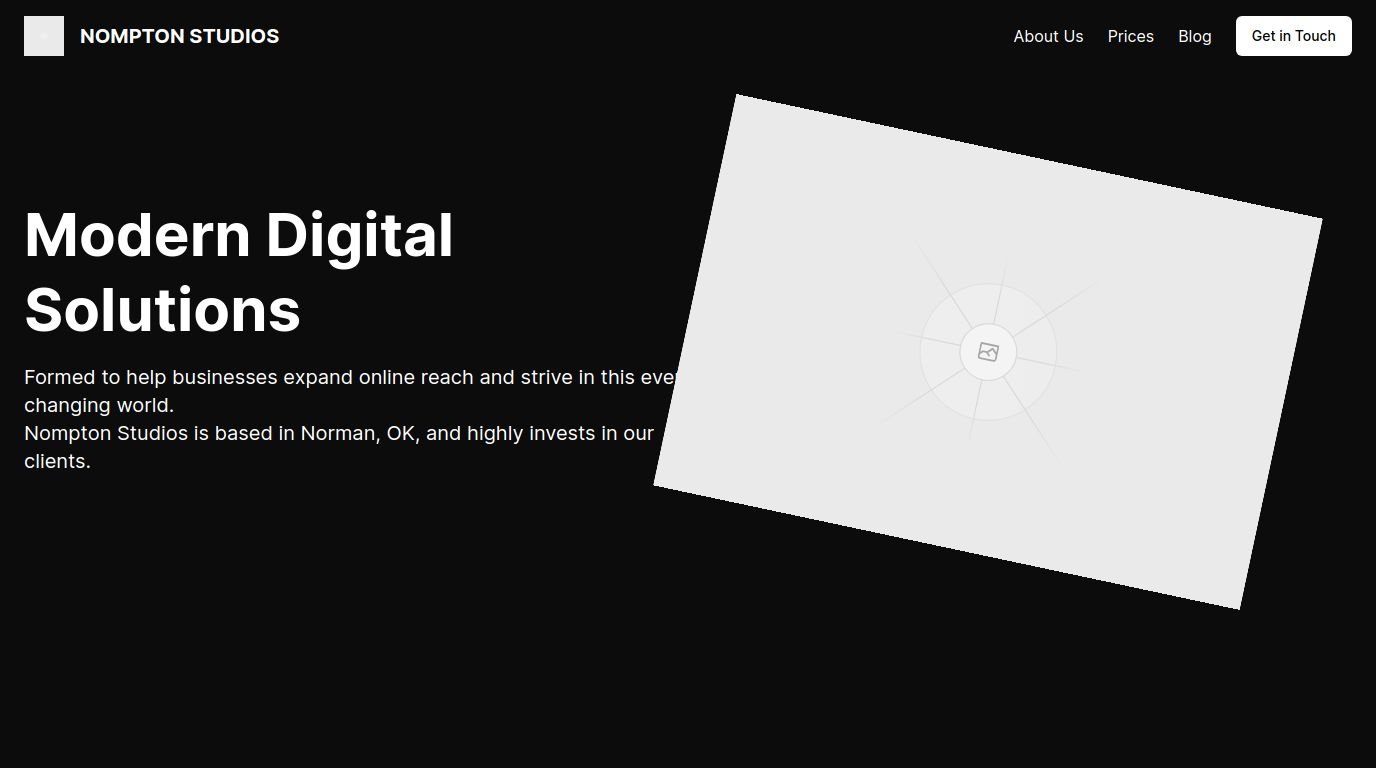 NOMPTON STUDIOS
About Us
Prices
Blog
Get in Touch
Modern Digital
Solutions
Formed to help businesses expand online reach and strive in this ever
changing world.
Nompton Studios is based in Norman, OK, and highly invests in our
clients.